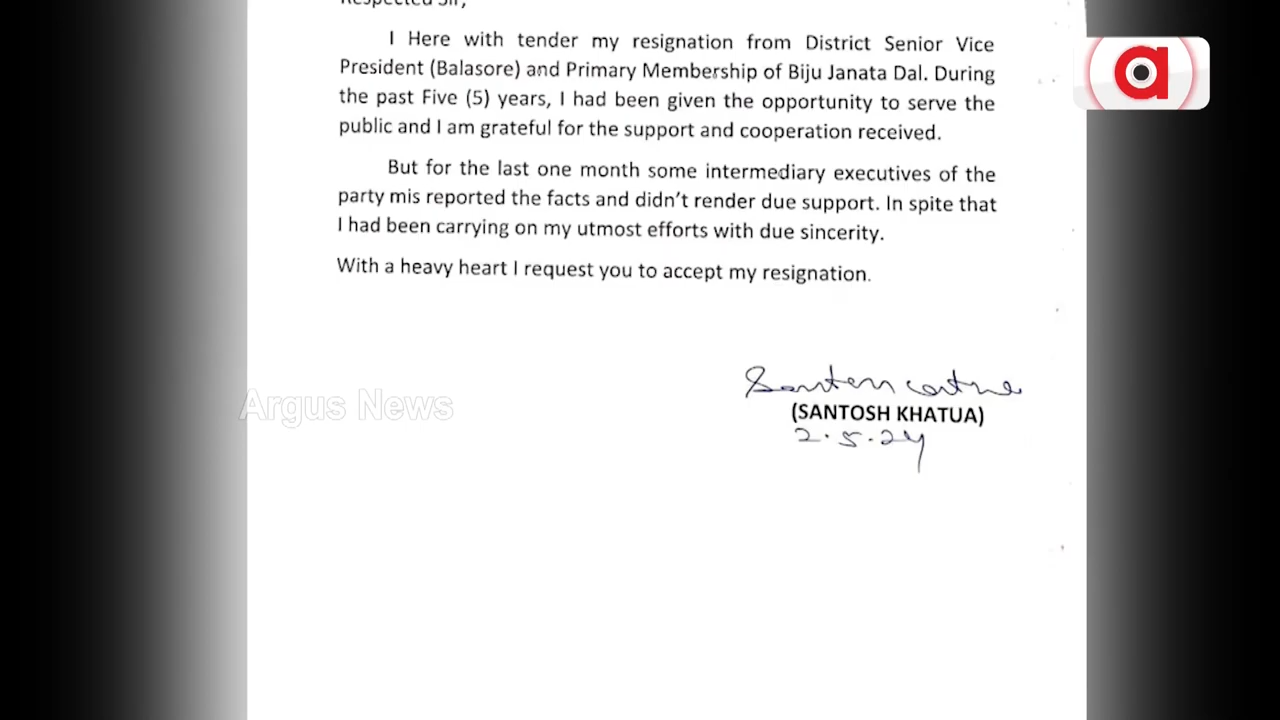 Respected Sir,
I Here with tender my resignation from District Senior Vice
President (Balasore) and Primary Membership of Biju Janata Dal. During
the past Five (5) years, I had been given the opportunity to serve the
public and I am grateful for the support and cooperation received.
But for the last one month some intermediary executives of the
party mis reported the facts and didn't render due support. In spite that
I had been carrying on my utmost efforts with due sincerity.
With a heavy heart I request you to accept my resignation.
(SANTOSH KHATUA)
2.5.24
Argus News
a